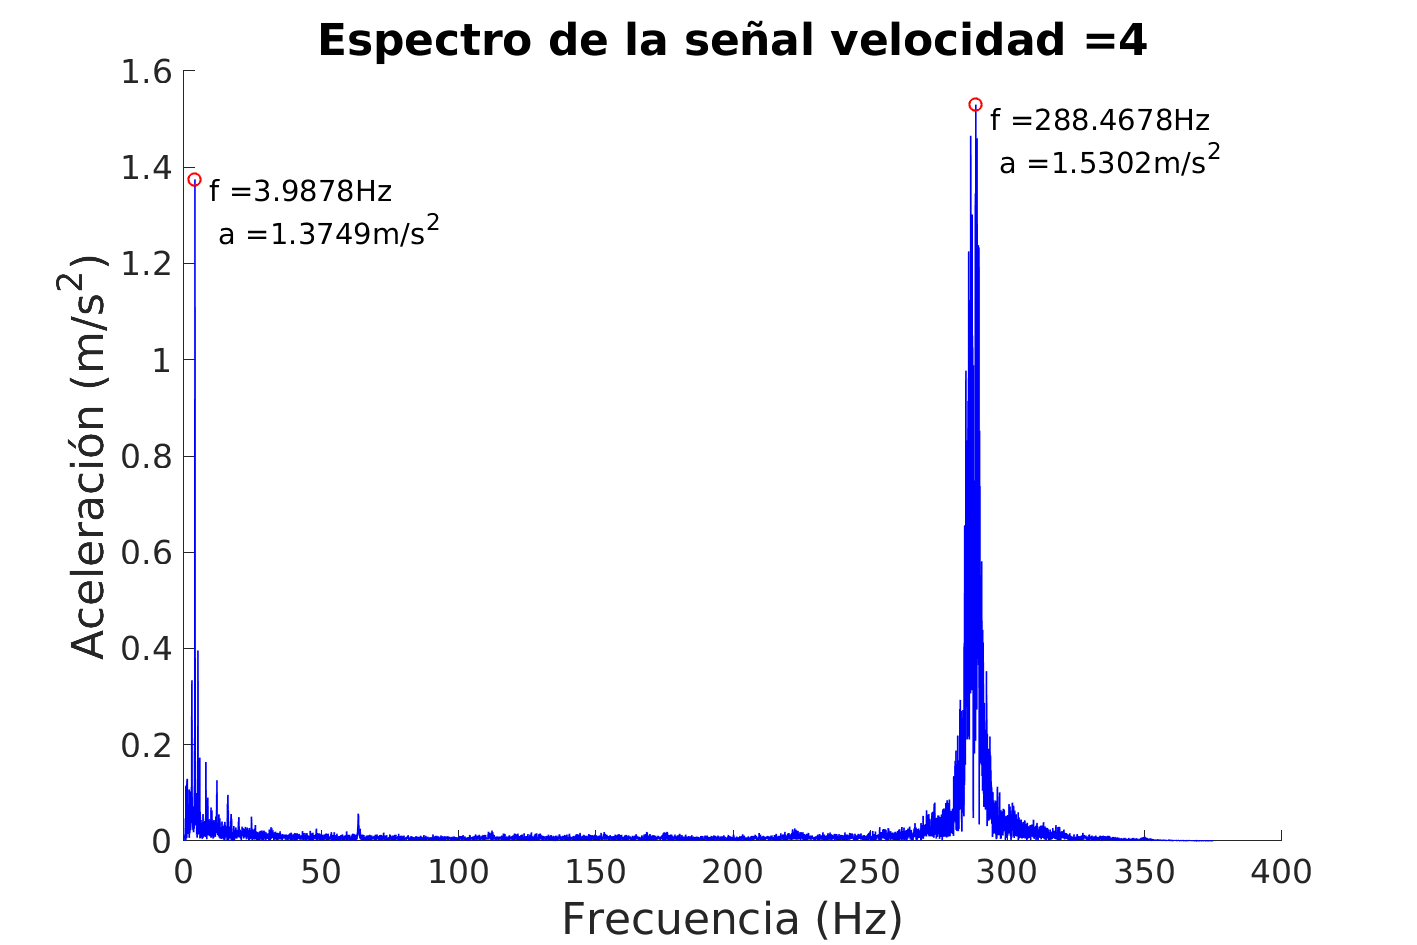 Espectro de la señal velocidad =4
1.6
1.4
1.2
1
0.8
0.6
0.4
0.2
0
Aceleración (m/s²)
f =3.9878Hz
a =1.3749m/s²
f =288.4678Hz
a =1.5302m/s²
0 50 100 150 200 250 300 350 400
Frecuencia (Hz)